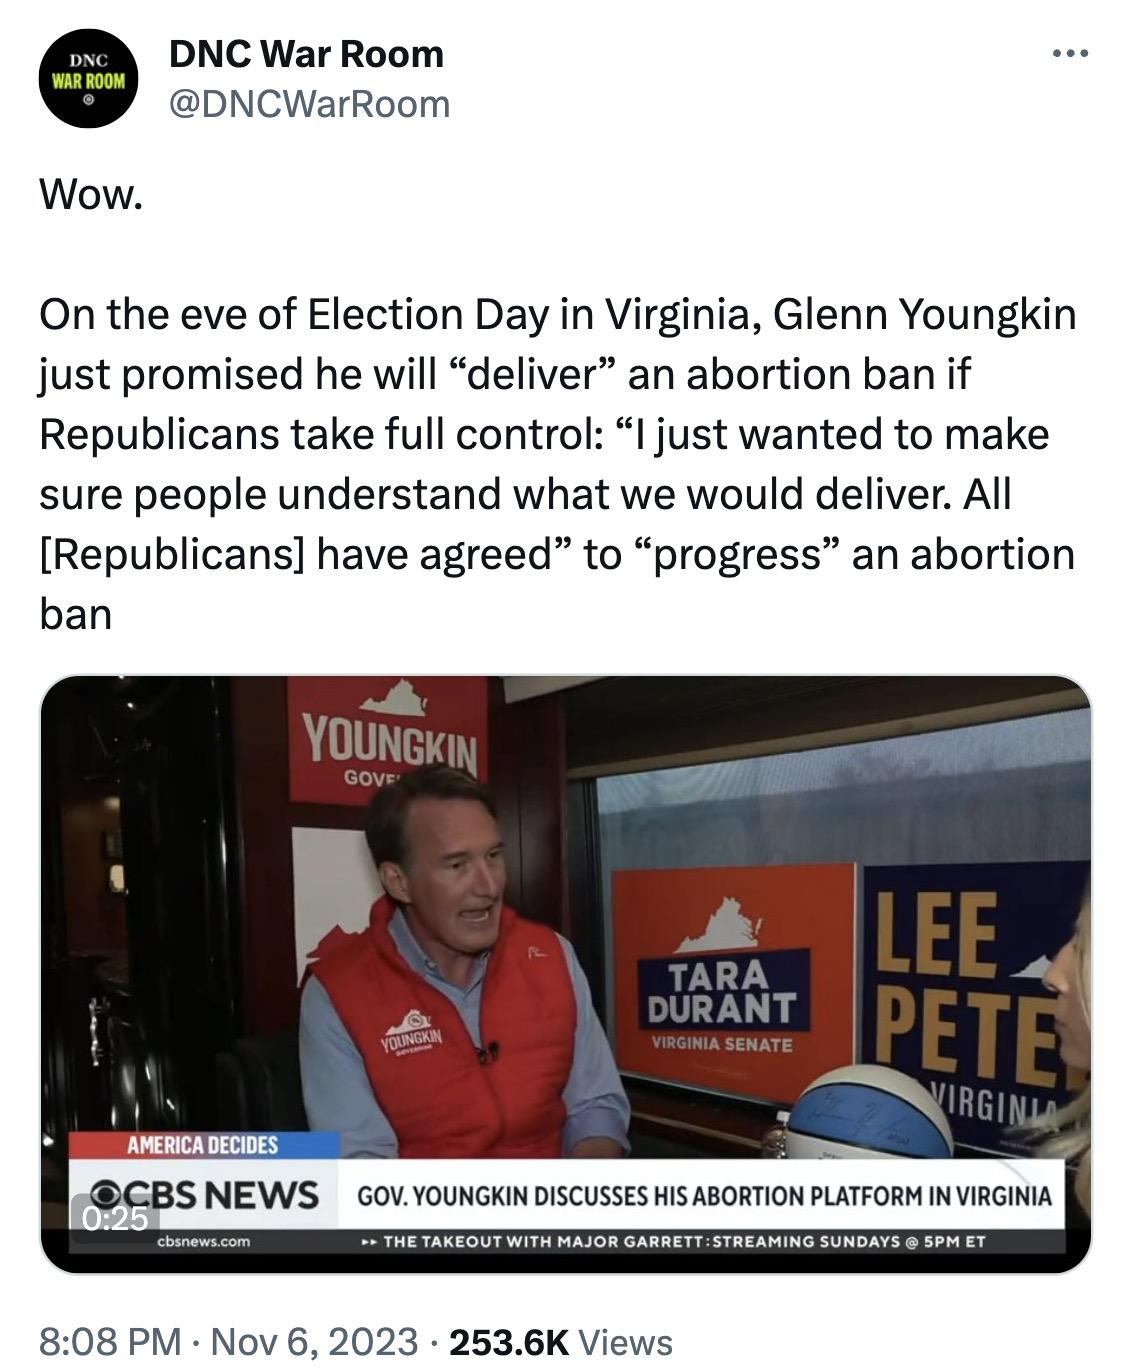 DNC
WAR ROOM
DNC War Room
@DNCWarRoom
Wow.
On the eve of Election Day in Virginia, Glenn Youngkin
just promised he will “deliver” an abortion ban if
Republicans take full control: “I just wanted to make
sure people understand what we would deliver. All
[Republicans] have agreed” to “progress” an abortion
ban
YOUNGKIN
GOVE
TARA
DURANT
VIRGINIA SENATE
LEE
PETE
VIRGINIA
YOUNGKIN
GOVERNOR
AMERICA DECIDES
CBS NEWS
GOV. YOUNGKIN DISCUSSES HIS ABORTION PLATFORM IN VIRGINIA
0:25
cbsnews.com
THE TAKEOUT WITH MAJOR GARRETT: STREAMING SUNDAYS @ 5PM ET
8:08 PM · Nov 6, 2023 · 253.6K Views